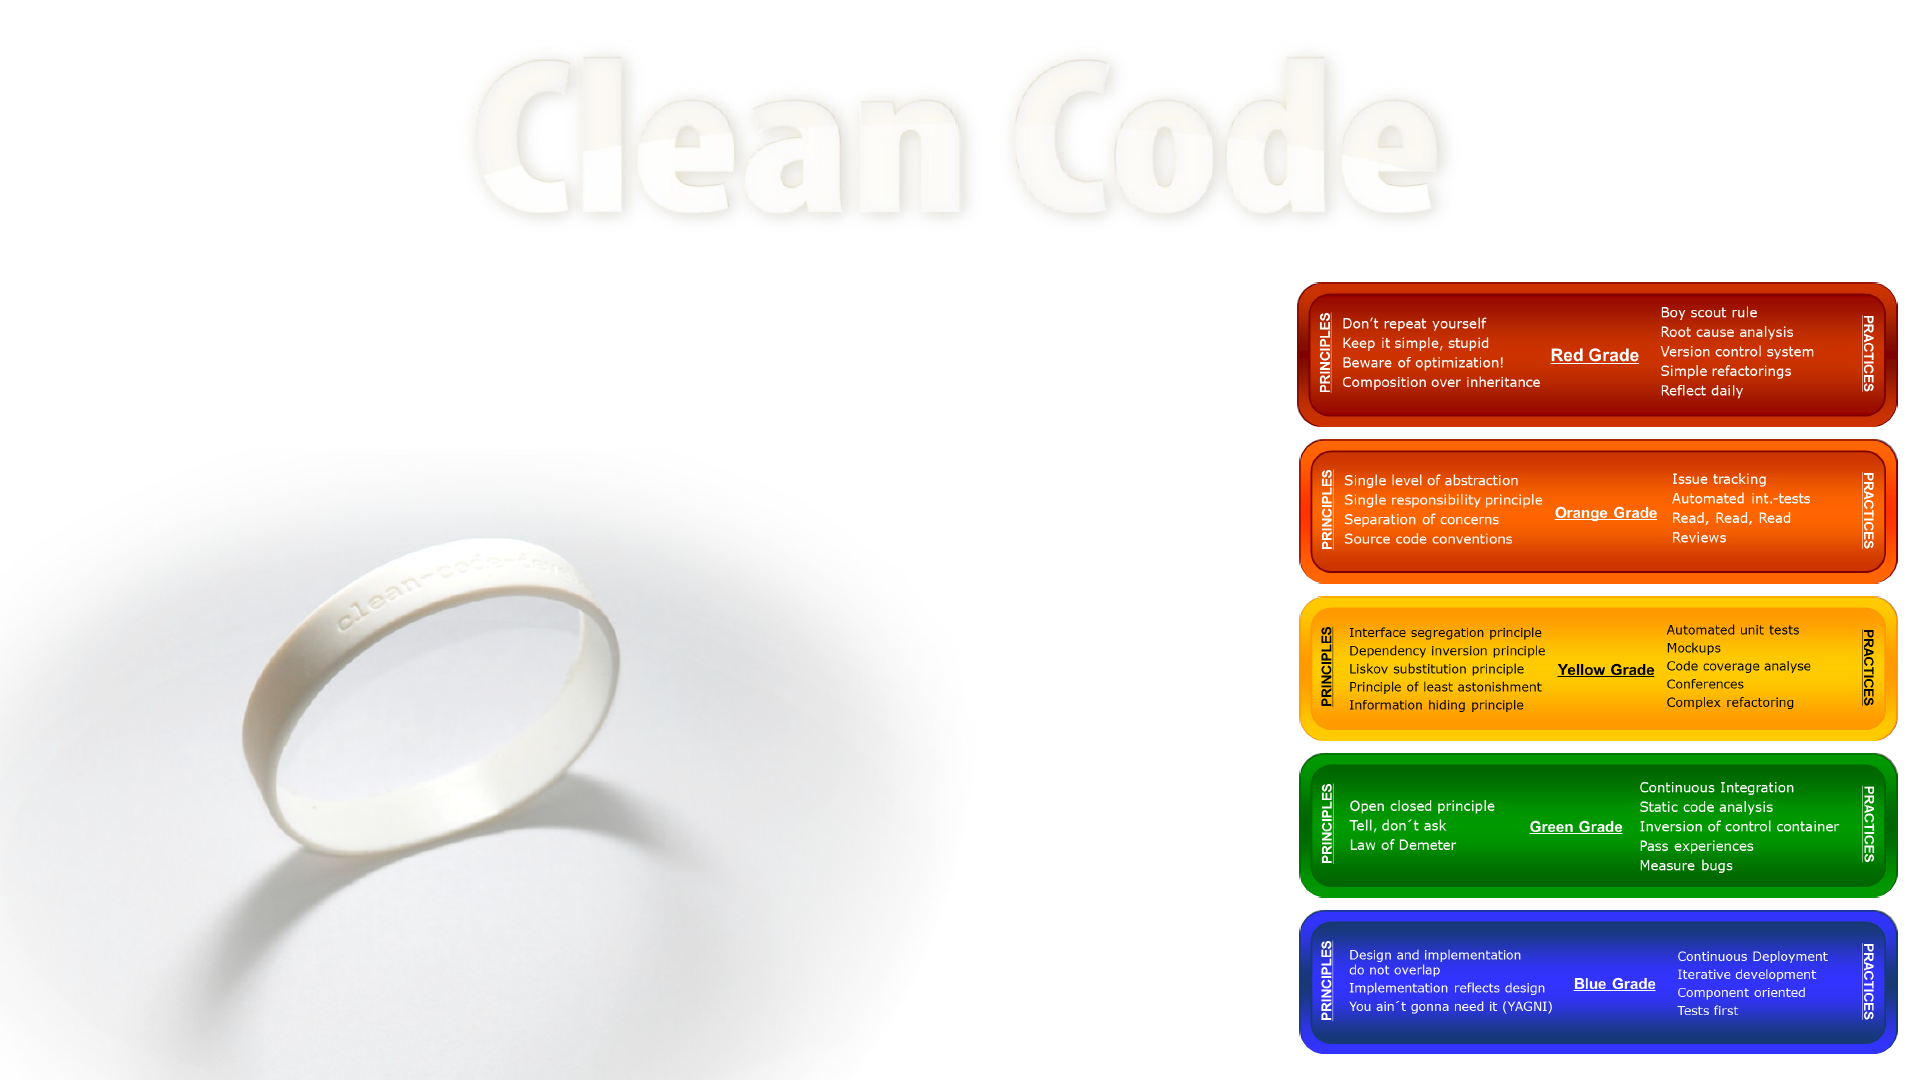 Clean Code
clean-code-
PRINCIPLES
Don’t repeat yourself
Keep it simple, stupid
Beware of optimization!
Composition over inheritance
Red Grade
Boy scout rule
Root cause analysis
Version control system
Simple refactorings
Reflect daily
PRACTICES
PRINCIPLES
Single level of abstraction
Single responsibility principle
Separation of concerns
Source code conventions
Orange Grade
Issue tracking
Automated int.-tests
Read, Read, Read
Reviews
PRACTICES
PRINCIPLES
Interface segregation principle
Dependency inversion principle
Liskov substitution principle
Principle of least astonishment
Information hiding principle
Yellow Grade
Automated unit tests
Mockups
Code coverage analyse
Conferences
Complex refactoring
PRACTICES
PRINCIPLES
Open closed principle
Tell, don´t ask
Law of Demeter
Green Grade
Continuous Integration
Static code analysis
Inversion of control container
Pass experiences
Measure bugs
PRACTICES
PRINCIPLES
Design and implementation
do not overlap
Implementation reflects design
You ain´t gonna need it (YAGNI)
Blue Grade
Continuous Deployment
Iterative development
Component oriented
Tests first
PRACTICES